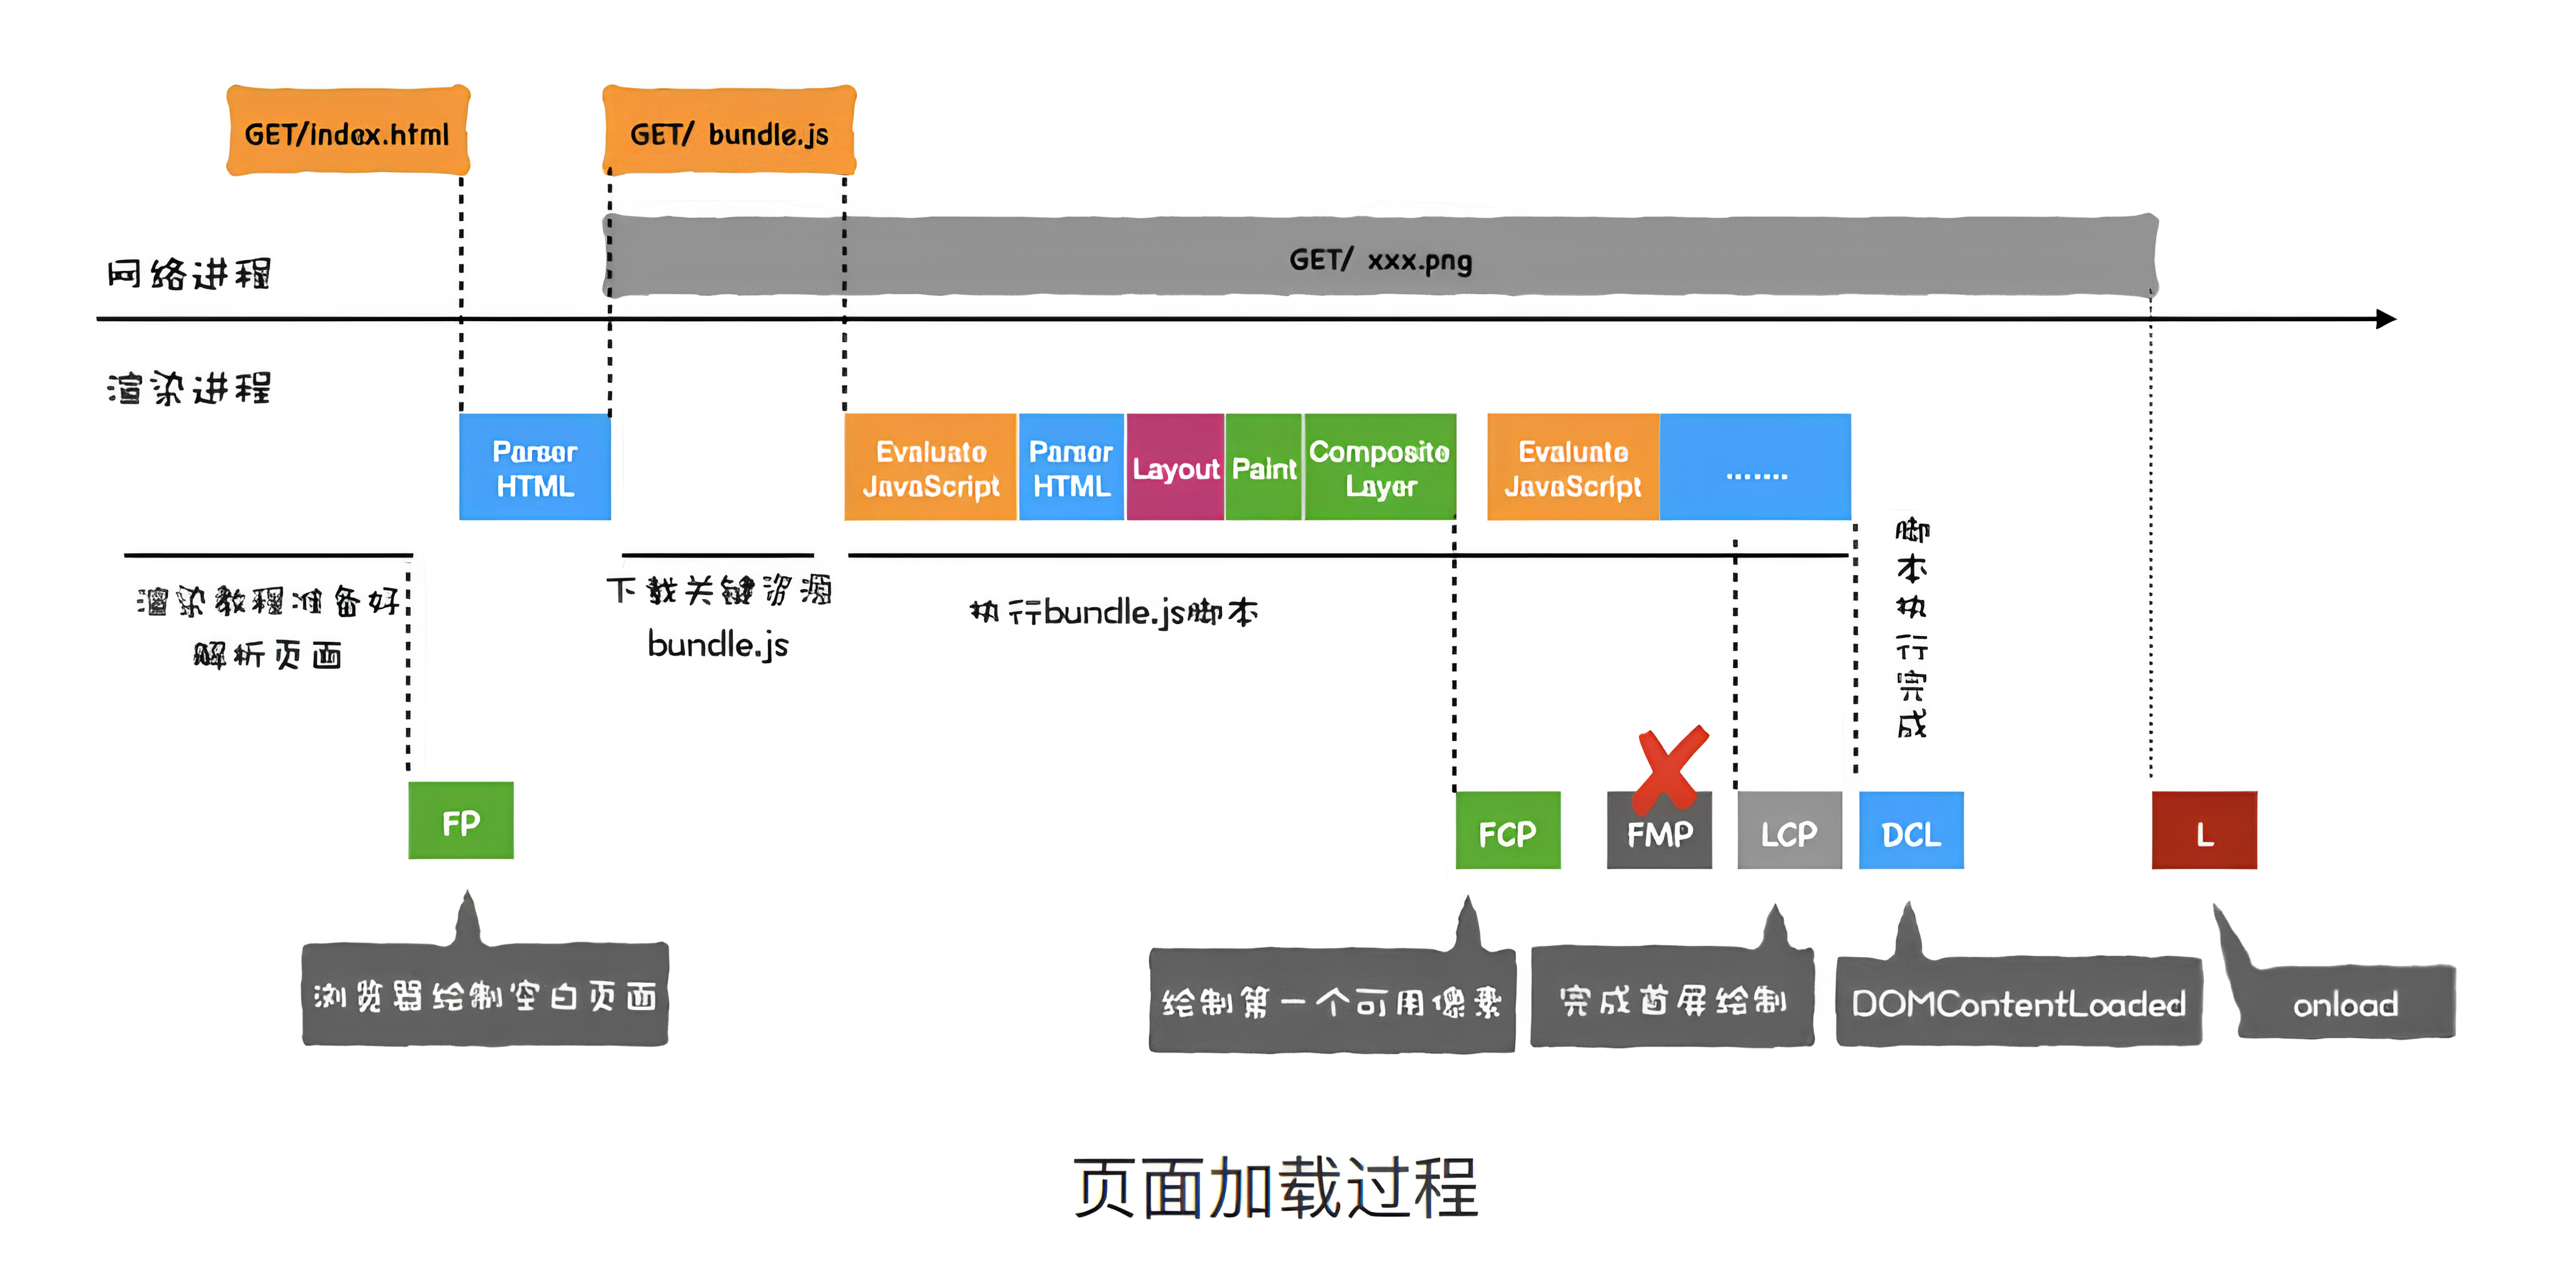 GET/index.html
GET/ bundle.js
GET/ xxx.png
网络进程
渲染进程
Parser
HTML
Evaluate
JavaScript
Parser
HTML
Layout
Paint
Composite
Layer
Evaluate
JavaScript
.......
渲染教程准备好
解析页面
下载关键资源
bundle.js
执行bundle.js脚本
脚本执行完成
FP
FCP
FMP
LCP
DCL
L
浏览器绘制空白页面
绘制第一个可用像素
完成首屏绘制
DOMContentLoaded
onload
页面加载过程